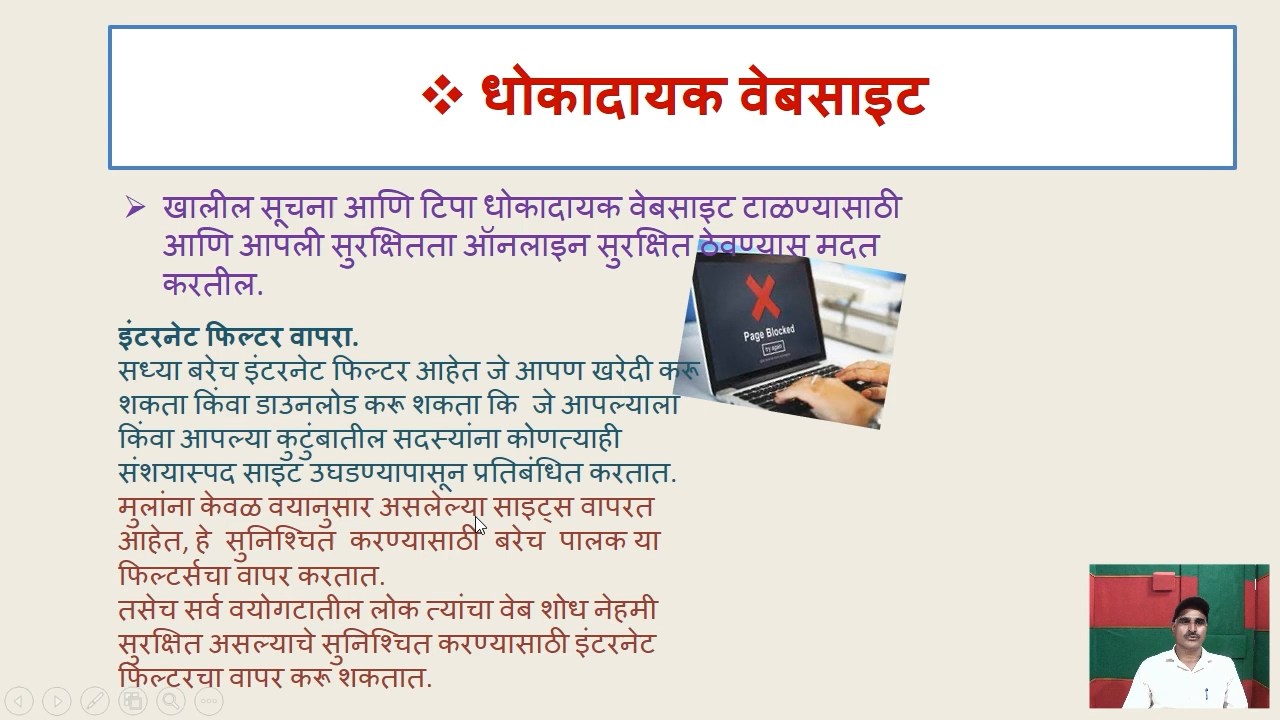 ❖ धोकादायक वेबसाइट
➢ खालील सूचना आणि टिपा धोकादायक वेबसाइट टाळण्यासाठी
आणि आपली सुरक्षितता ऑनलाइन सुरक्षित ठेवण्यास मदत
करतील.
इंटरनेट फिल्टर वापरा.
सध्या बरेच इंटरनेट फिल्टर आहेत जे आपण खरेदी करू
शकता किंवा डाउनलोड करू शकता कि  जे आपल्याला
किंवा आपल्या कुटुंबातील सदस्यांना कोणत्याही
संशयास्पद साइट उघडण्यापासून प्रतिबंधित करतात.
मुलांना केवळ वयानुसार असलेल्या साइट्स वापरत
आहेत, हे  सुनिश्चित  करण्यासाठी  बरेच  पालक या
फिल्टर्सचा वापर करतात.
तसेच सर्व वयोगटातील लोक त्यांचा वेब शोध नेहमी
सुरक्षित असल्याचे सुनिश्चित करण्यासाठी इंटरनेट
फिल्टरचा वापर करू शकतात.
Page Blocked
try again